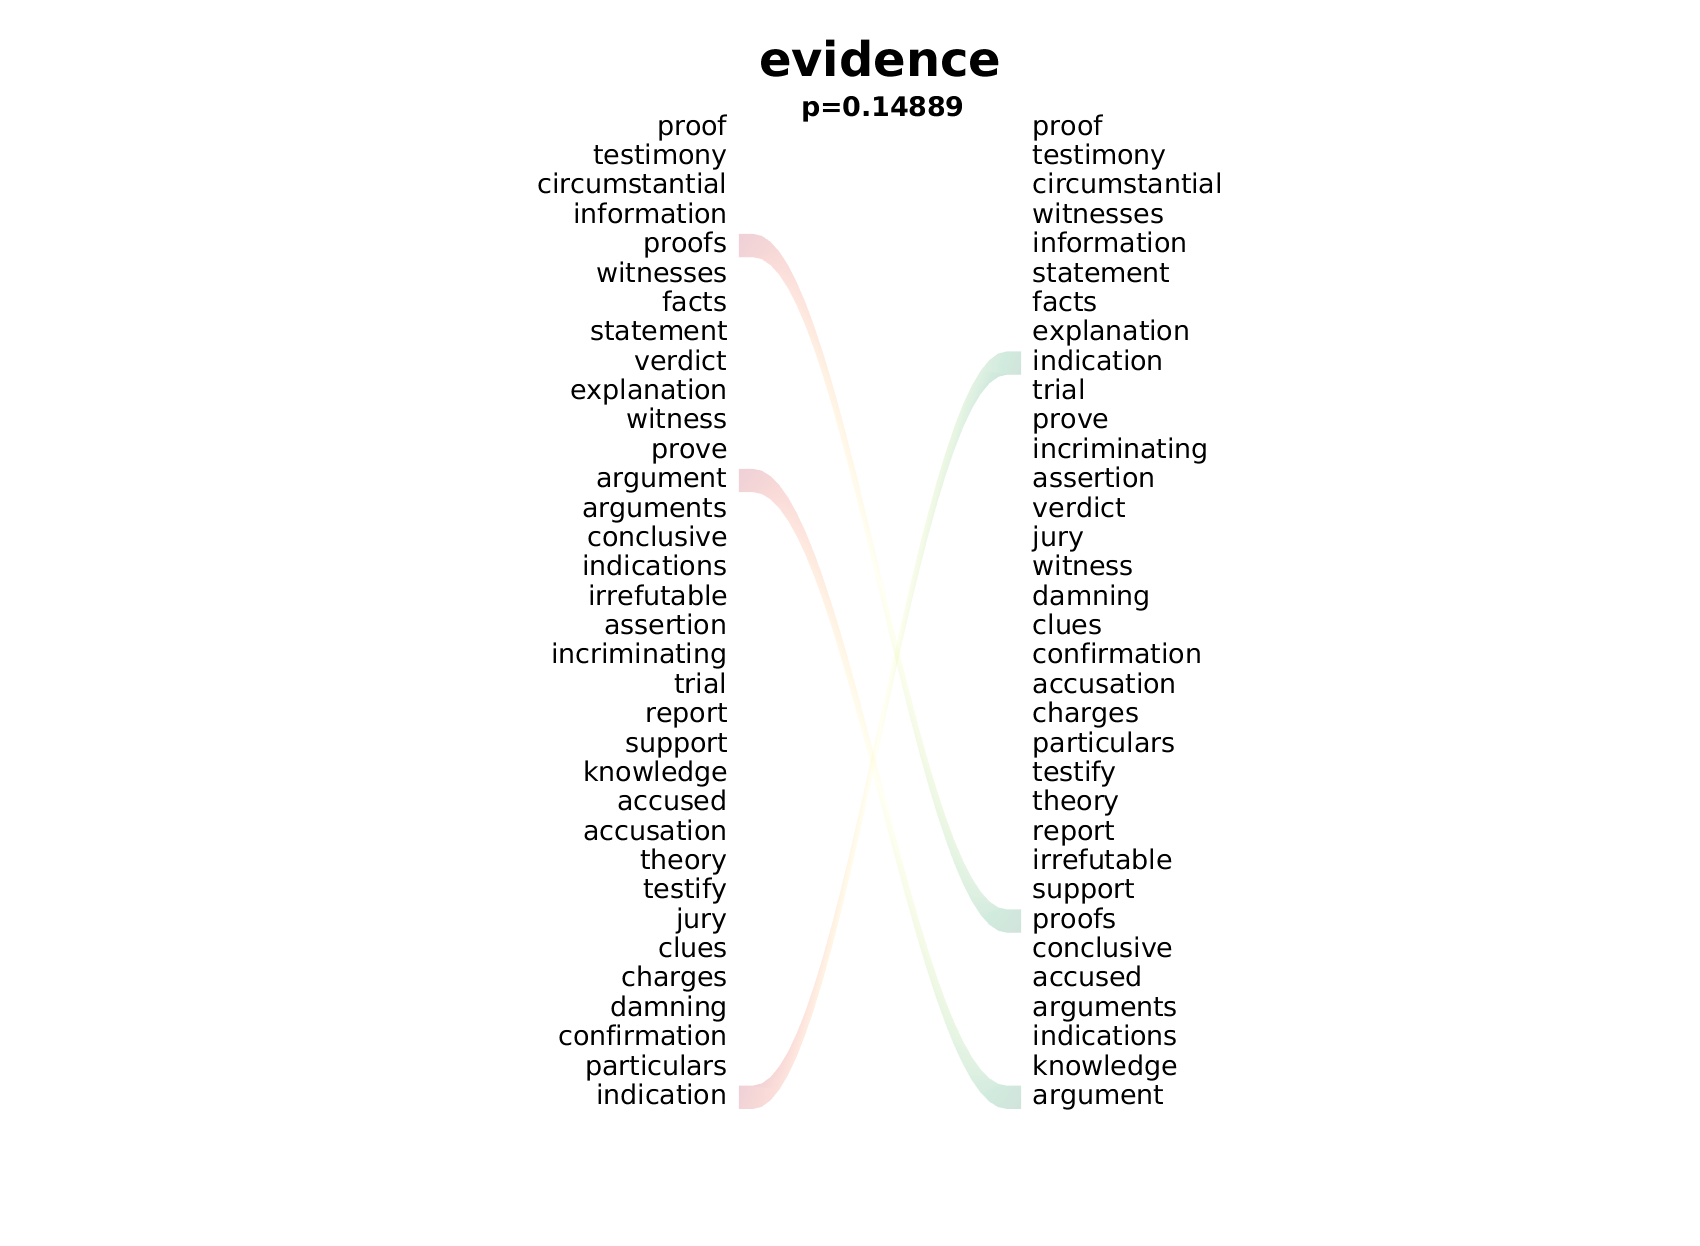 evidence
p=0.14889
proof proof
testimony testimony
circumstantial circumstantial
information witnesses
proofs information
witnesses statement
facts facts
statement explanation
verdict indication
explanation trial
witness prove
prove incriminating
argument assertion
arguments verdict
conclusive jury
indications witness
irrefutable damning
assertion clues
incriminating confirmation
trial accusation
report charges
support particulars
knowledge testify
accused theory
accusation report
theory irrefutable
testify support
jury proofs
clues conclusive
charges accused
damning arguments
confirmation indications
particulars knowledge
indication argument